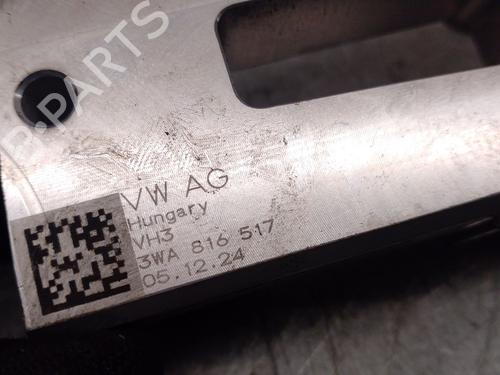 B-PARTS
VW AG
Hungary
VH3
3WA 816 517
05.12.24